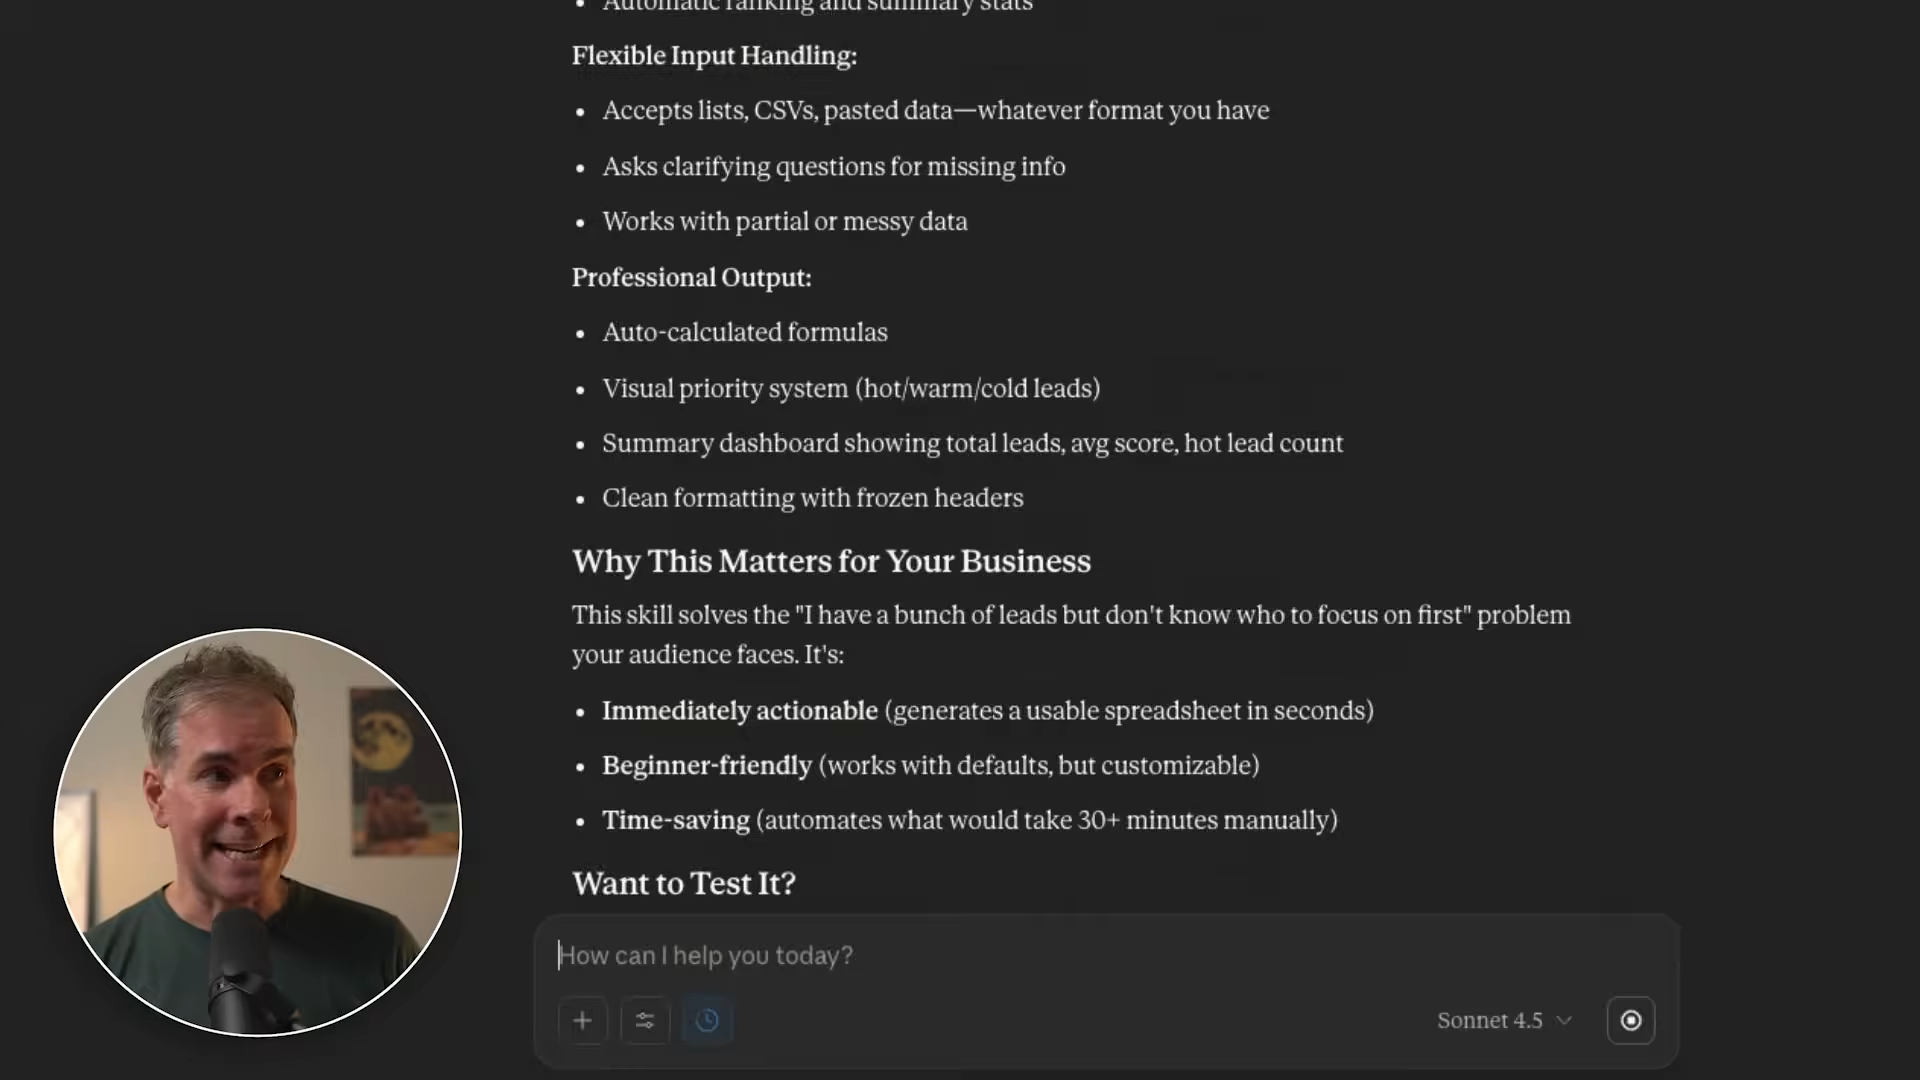 • Automatic ranking and summary stats
Flexible Input Handling:
• Accepts lists, CSVs, pasted data—whatever format you have
• Asks clarifying questions for missing info
• Works with partial or messy data
Professional Output:
• Auto-calculated formulas
• Visual priority system (hot/warm/cold leads)
• Summary dashboard showing total leads, avg score, hot lead count
• Clean formatting with frozen headers
Why This Matters for Your Business
This skill solves the "I have a bunch of leads but don't know who to focus on first" problem
your audience faces. It's:
• Immediately actionable (generates a usable spreadsheet in seconds)
• Beginner-friendly (works with defaults, but customizable)
• Time-saving (automates what would take 30+ minutes manually)
Want to Test It?
How can I help you today?
Sonnet 4.5